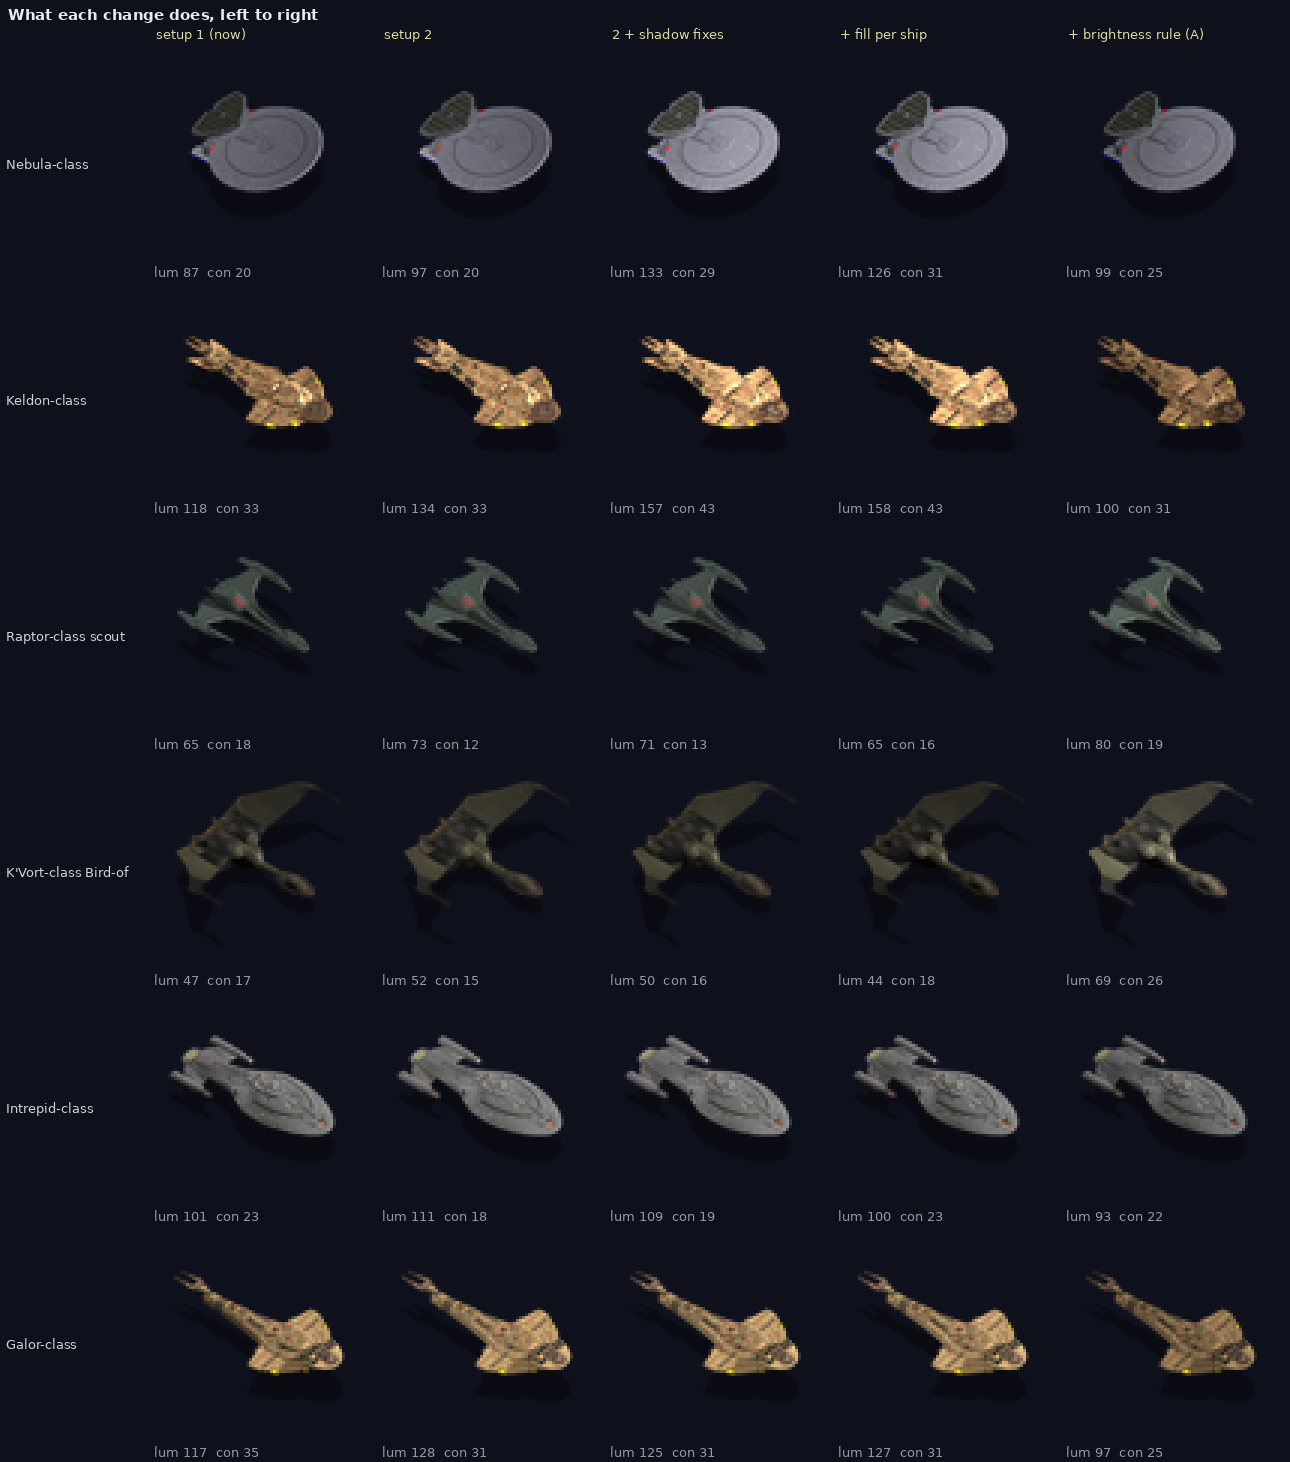 What each change does, left to right
setup 1 (now) setup 2 2 + shadow fixes + fill per ship + brightness rule (A)
Nebula-class
lum 87 con 20 lum 97 con 20 lum 133 con 29 lum 126 con 31 lum 99 con 25
Keldon-class
lum 118 con 33 lum 134 con 33 lum 157 con 43 lum 158 con 43 lum 100 con 31
Raptor-class scout
lum 65 con 18 lum 73 con 12 lum 71 con 13 lum 65 con 16 lum 80 con 19
K'Vort-class Bird-of
lum 47 con 17 lum 52 con 15 lum 50 con 16 lum 44 con 18 lum 69 con 26
Intrepid-class
lum 101 con 23 lum 111 con 18 lum 109 con 19 lum 100 con 23 lum 93 con 22
Galor-class
lum 117 con 35 lum 128 con 31 lum 125 con 31 lum 127 con 31 lum 97 con 25